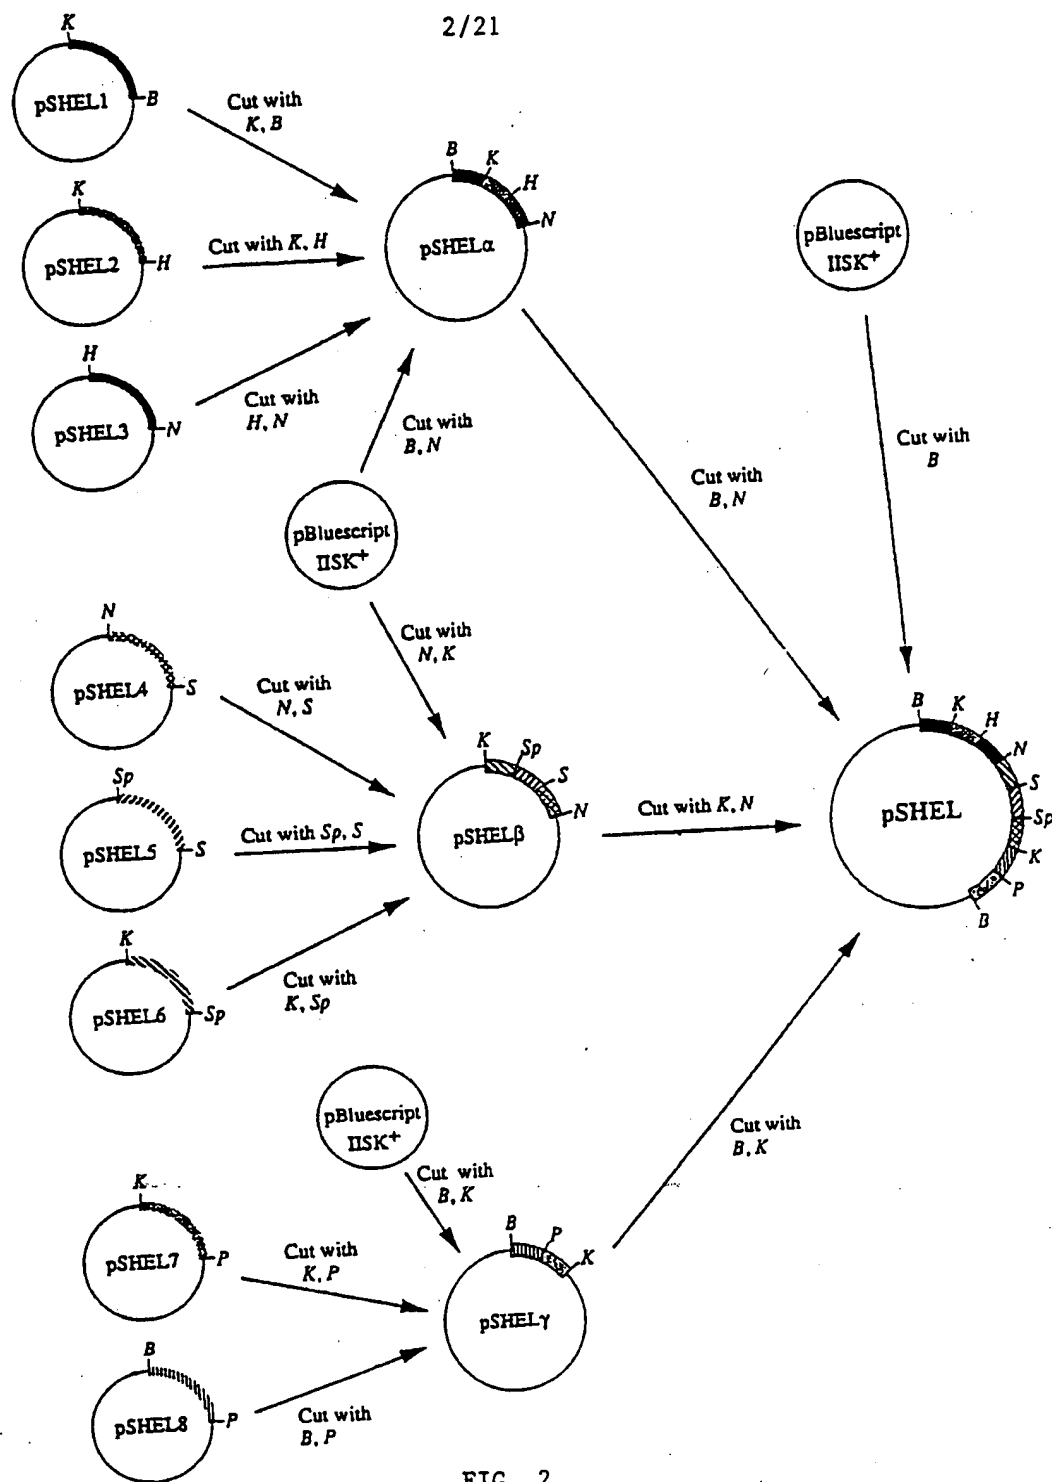 2/21
K
pSHEL1
B
Cut with
K, B
K
pSHEL2
H
Cut with K, H
H
pSHEL3
N
Cut with
H, N
B
K
H
N
pSHELα
pBluescript
IISK+
Cut with
B, N
Cut with
N, K
pBluescript
IISK+
Cut with
B
Cut with
B, N
N
pSHEL4
S
Cut with
N, S
Sp
pSHEL5
S
Cut with Sp, S
K
pSHEL6
Sp
Cut with
K, Sp
K
Sp
S
N
pSHELβ
Cut with K, N
B
K
H
N
S
Sp
K
P
B
pSHEL
pBluescript
IISK+
Cut with
B, K
K
pSHEL7
P
Cut with
K, P
B
pSHEL8
P
Cut with
B, P
B
P
K
pSHELγ
Cut with
B, K
FIG. 2